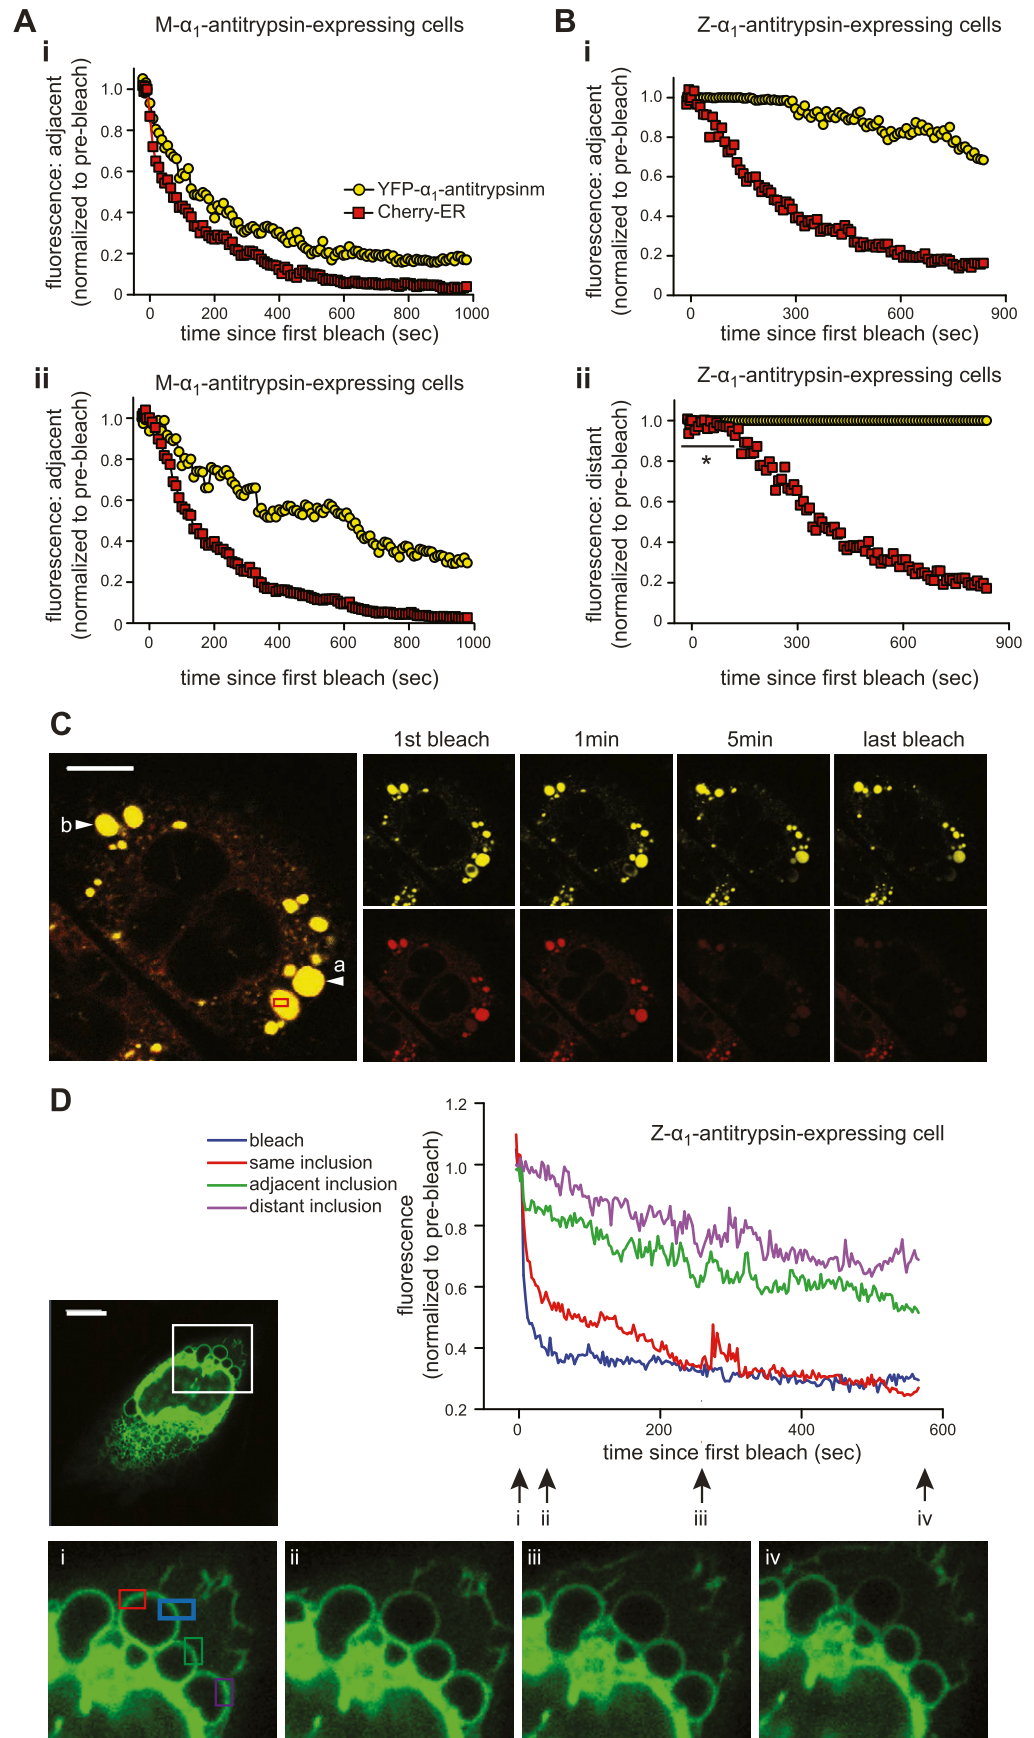 A
M-α1-antitrypsin-expressing cells
i
fluorescence: adjacent
(normalized to pre-bleach)
1.0
0.8
0.6
0.4
0.2
0
YFP-α1-antitrypsinm
Cherry-ER
0 200 400 600 800 1000
time since first bleach (sec)
B
Z-α1-antitrypsin-expressing cells
i
fluorescence: adjacent
(normalized to pre-bleach)
1.0
0.8
0.6
0.4
0.2
0
0 300 600 900
time since first bleach (sec)
ii
M-α1-antitrypsin-expressing cells
fluorescence: adjacent
(normalized to pre-bleach)
1.0
0.8
0.6
0.4
0.2
0
0 200 400 600 800 1000
time since first bleach (sec)
ii
Z-α1-antitrypsin-expressing cells
fluorescence: distant
(normalized to pre-bleach)
1.0
0.8
0.6
0.4
0.2
0
*
0 300 600 900
time since first bleach (sec)
C
1st bleach 1min 5min last bleach
b
a
D
bleach
same inclusion
adjacent inclusion
distant inclusion
Z-α1-antitrypsin-expressing cell
fluorescence
(normalized to pre-bleach)
1.2
1.0
0.8
0.6
0.4
0.2
0 200 400 600
time since first bleach (sec)
i ii iii iv
i ii iii iv